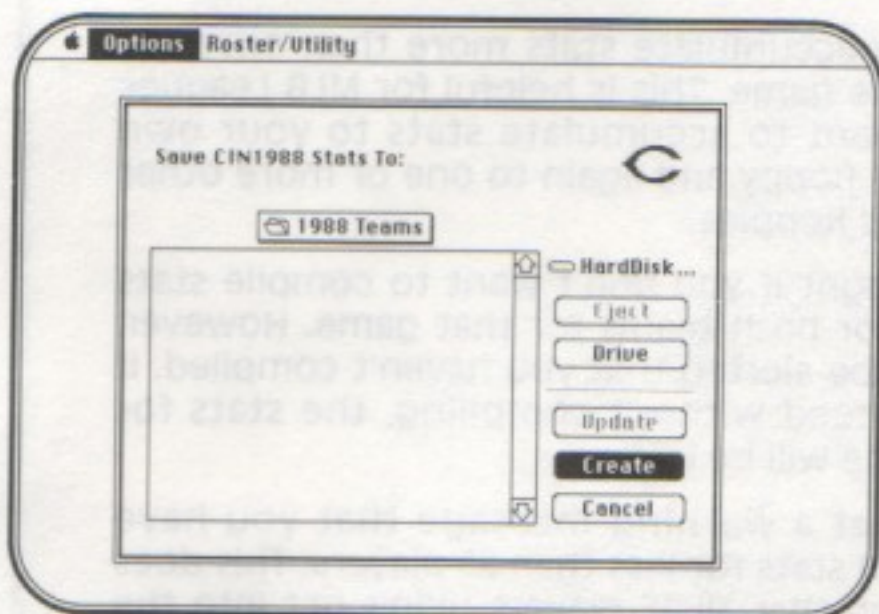 Options Roster/Utility
Save CIN1988 Stats To:
1988 Teams
HardDisk...
Eject
Drive
Update
Create
Cancel